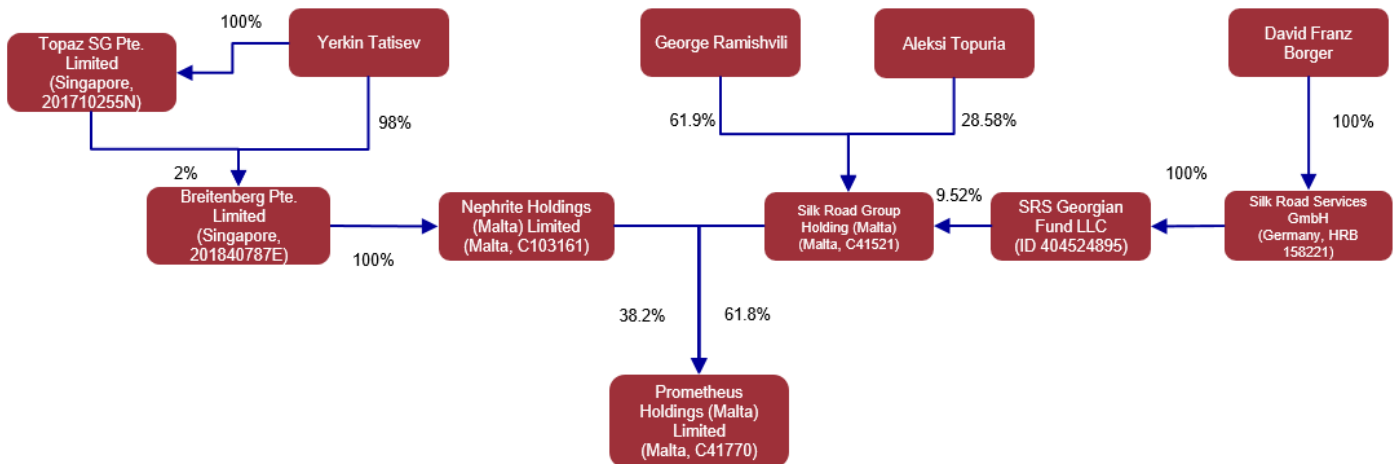 100%
Topaz SG Pte.
Limited
(Singapore,
201710255N)
Yerkin Tatisev
George Ramishvili
Aleksi Topuria
David Franz
Borger
98%
61.9%
28.58%
100%
2%
Breitenberg Pte.
Limited
(Singapore,
201840787E)
100%
Nephrite Holdings
(Malta) Limited
(Malta, C103161)
Silk Road Group
Holding (Malta)
(Malta, C41521)
9.52%
SRS Georgian
Fund LLC
(ID 404524895)
100%
Silk Road Services
GmbH
(Germany, HRB
158221)
38.2%
61.8%
Prometheus
Holdings (Malta)
Limited
(Malta, C41770)